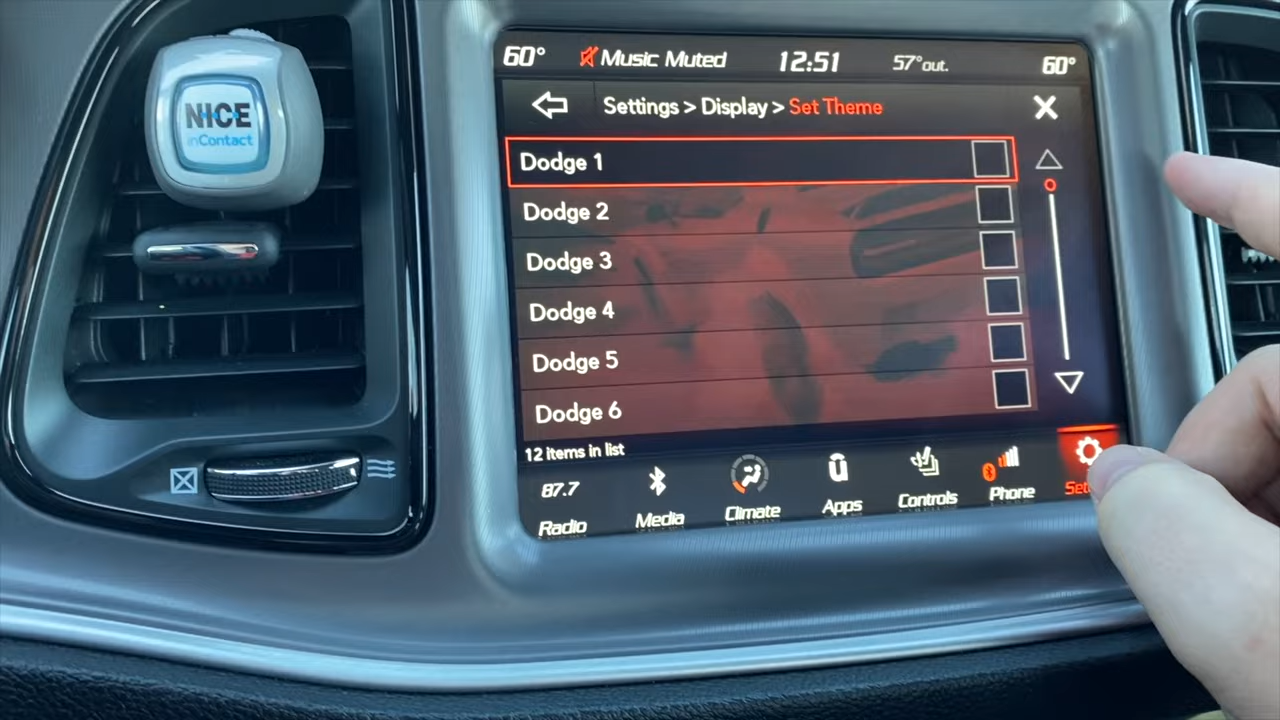 NICE
inContact
60° Music Muted 12:51 57°out. 60°
Settings > Display > Set Theme
Dodge 1
Dodge 2
Dodge 3
Dodge 4
Dodge 5
Dodge 6
12 items in list
87.7
Radio Media Climate Apps Controls Phone